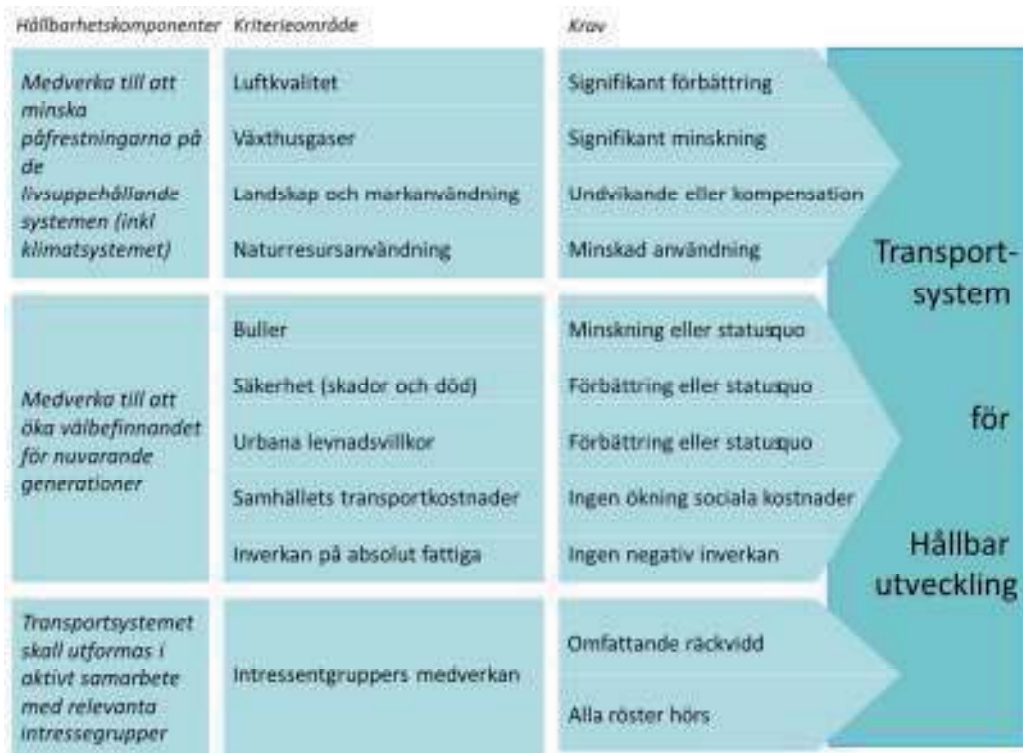 Hållbarhetskomponenter Kriterieområde Krav
Medverka till att
minska
påfrestningarna på
de
livsuppehållande
systemen (inkl
klimatsystemet)
Luftkvalitet
Växthusgaser
Landskap och markanvändning
Naturresursanvändning
Signifikant förbättring
Signifikant minskning
Undvikande eller kompensation
Minskad användning
Medverka till att
öka välbefinnandet
för nuvarande
generationer
Buller
Säkerhet (skador och död)
Urbana levnadsvillkor
Samhällets transportkostnader
Inverkan på absolut fattiga
Minskning eller statusquo
Förbättring eller statusquo
Förbättring eller statusquo
Ingen ökning sociala kostnader
Ingen negativ inverkan
Transportsystemet
skall utformas i
aktivt samarbete
med relevanta
intressegrupper
Intressentgruppers medverkan
Omfattande räckvidd
Alla röster hörs
Transport-
system
för
Hållbar
utveckling